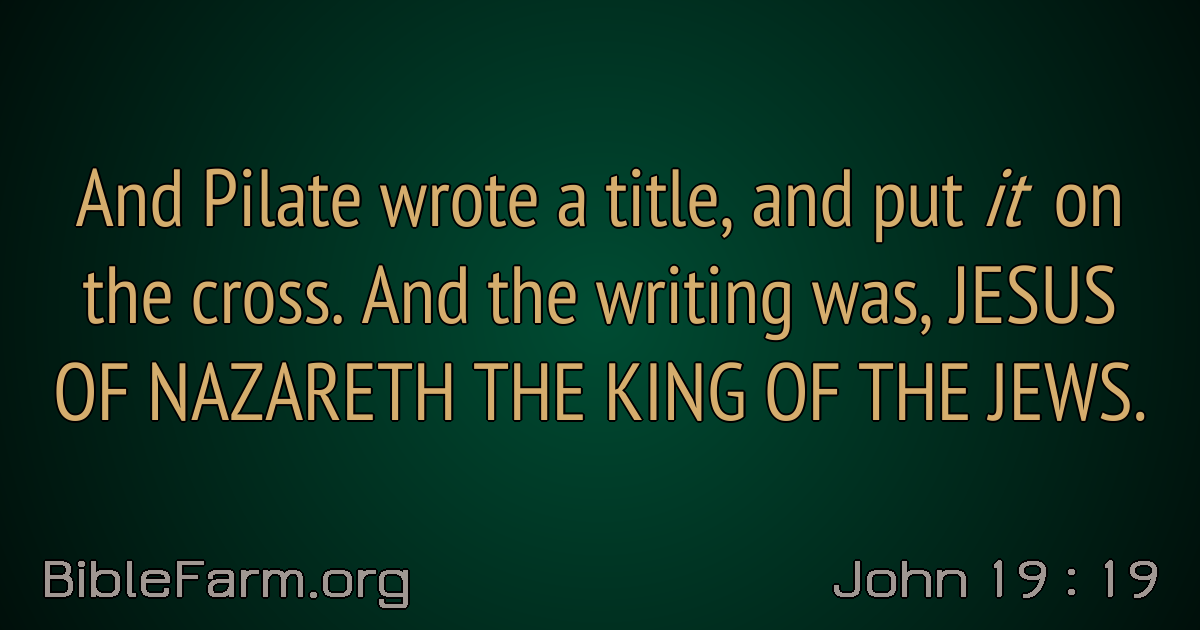 And Pilate wrote a title, and put it on
the cross. And the writing was, JESUS
OF NAZARETH THE KING OF THE JEWS.
BibleFarm.org
John 19 : 19